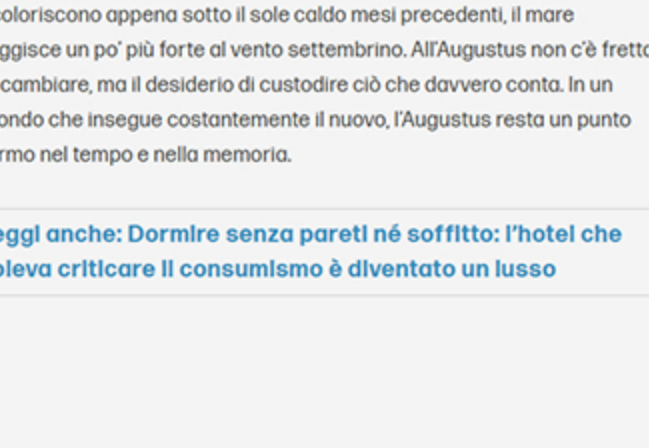 coloriscono appena sotto il sole caldo mesi precedenti, il mare
ggisce un po' più forte al vento settembrino. All'Augustus non c'è fretta
cambiare, ma il desiderio di custodire ciò che davvero conta. In un
ondo che insegue costantemente il nuovo, l'Augustus resta un punto
rmo nel tempo e nella memoria.
eggi anche: Dormire senza pareti né soffitto: l'hotel che
oleva criticare il consumismo è diventato un lusso